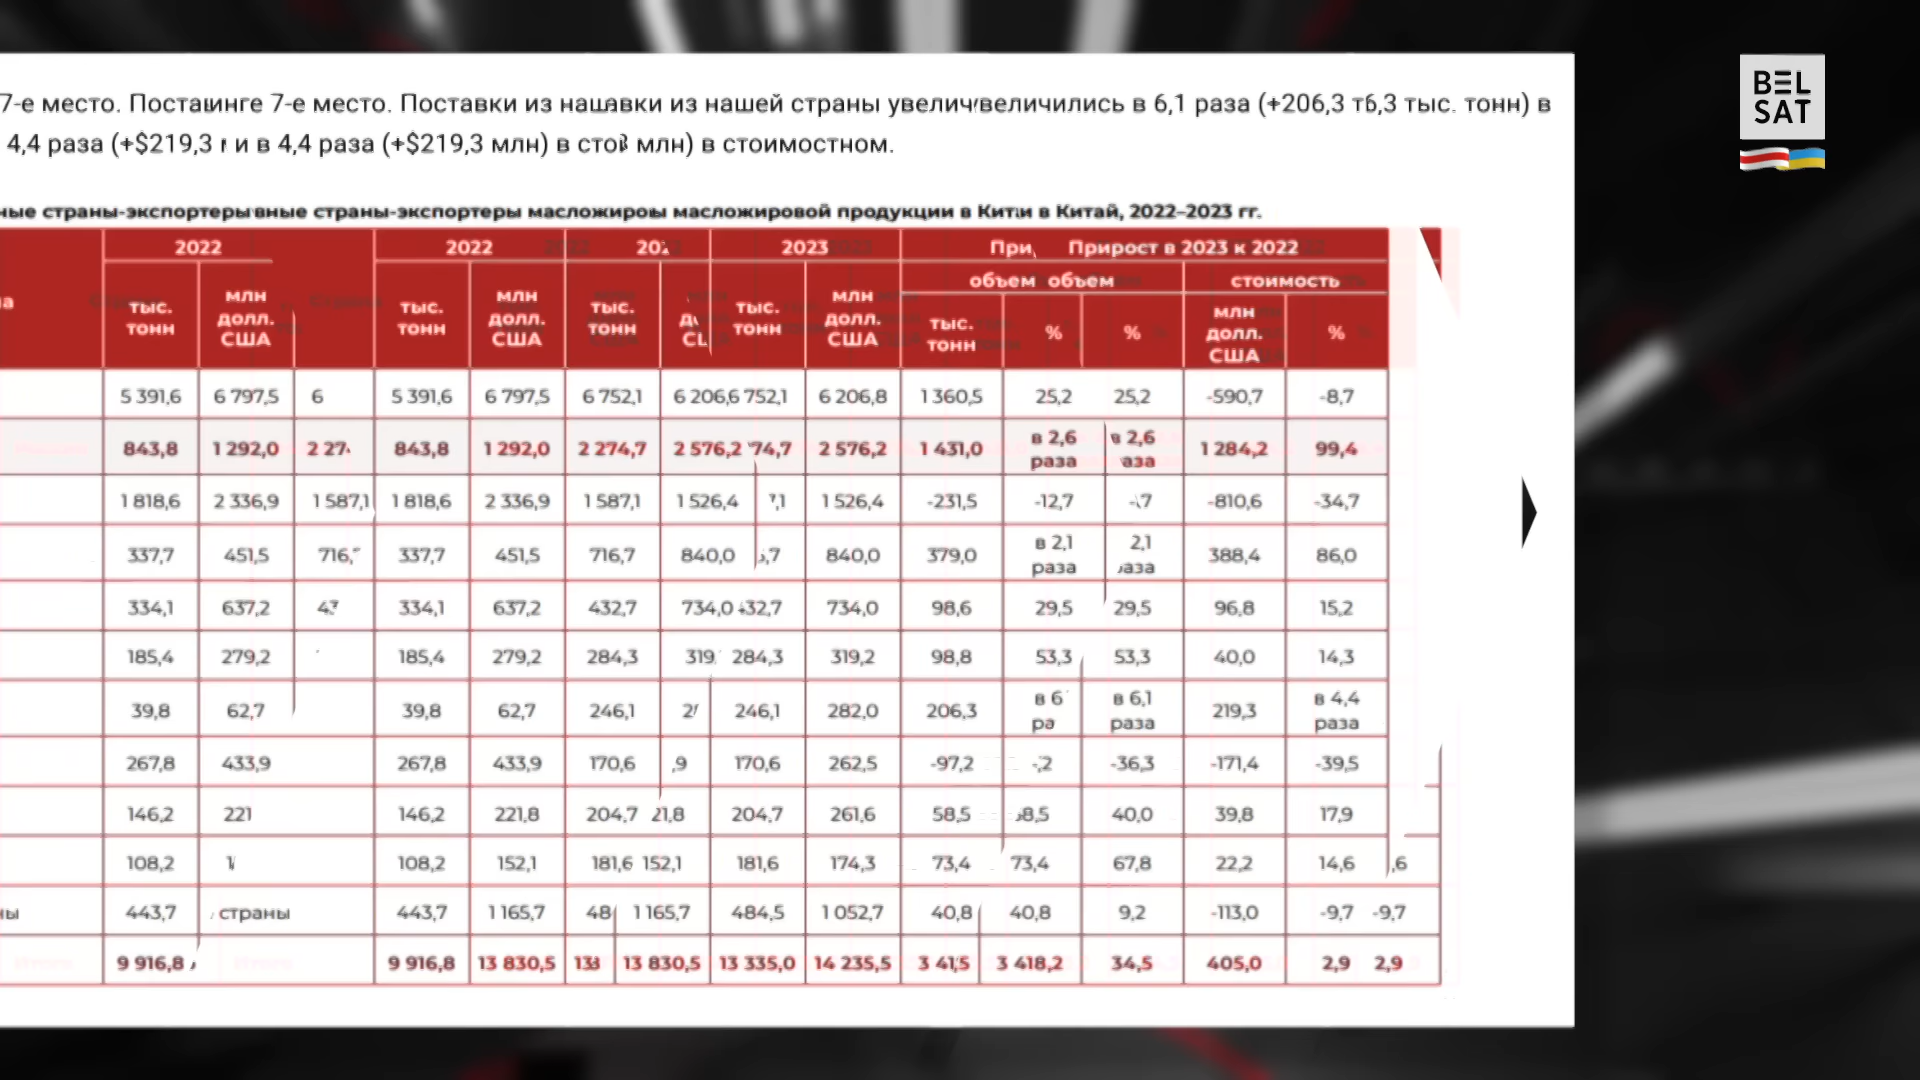 7-е место. Поставки из нашей страны увеличились в 6,1 раза (+206,3 тыс. тонн) в
4,4 раза (+$219,3 и в 4,4 раза (+$219,3 млн) в стоимостном.
BEL
SAT
страны-экспортеры масложировой продукции в Китай, 2022–2023 гг.
2022 2022 2023 Прирост в 2023 к 2022
объем объем стоимость
тыс. тонн млн долл. США тыс. тонн млн долл. США тыс. тонн тыс. тонн млн долл. США тыс. тонн % % млн долл. США %
5 391,6 6 797,5 6 5 391,6 6 797,5 6 752,1 6 206,6 752,1 6 206,8 1 360,5 25,2 25,2 -590,7 -8,7
843,8 1 292,0 843,8 1 292,0 2 274,7 2 576,2 74,7 2 576,2 1 431,0 в 2,6 раза в 2,6 1 284,2 99,4
1 818,6 2 336,9 1 587,1 1 818,6 2 336,9 1 587,1 1 526,4 1 526,4 -231,5 -12,7 -810,6 -34,7
337,7 451,5 337,7 451,5 716,7 840,0 840,0 379,0 в 2,1 раза 2,1 388,4 86,0
334,1 637,2 334,1 637,2 432,7 734,0 734,0 98,6 29,5 29,5 96,8 15,2
185,4 279,2 185,4 279,2 284,3 319 284,3 319,2 98,8 53,3 53,3 40,0 14,3
39,8 62,7 39,8 62,7 246,1 246,1 282,0 206,3 в 6,1 раза 219,3 в 4,4 раза
267,8 433,9 267,8 433,9 170,6 ,9 170,6 262,5 -97,2 -36,3 -171,4 -39,5
146,2 221 146,2 221,8 204,7 204,7 261,6 58,5 40,0 39,8 17,9
108,2 108,2 152,1 181,6 152,1 181,6 174,3 73,4 73,4 67,8 22,2 14,6 ,6
443,7 страны 443,7 1 165,7 48 1 165,7 484,5 1 052,7 40,8 40,8 9,2 -113,0 -9,7 -9,7
9 916,8 9 916,8 13 830,5 13 830,5 13 335,0 14 235,5 3 418,2 34,5 405,0 2,9 2,9